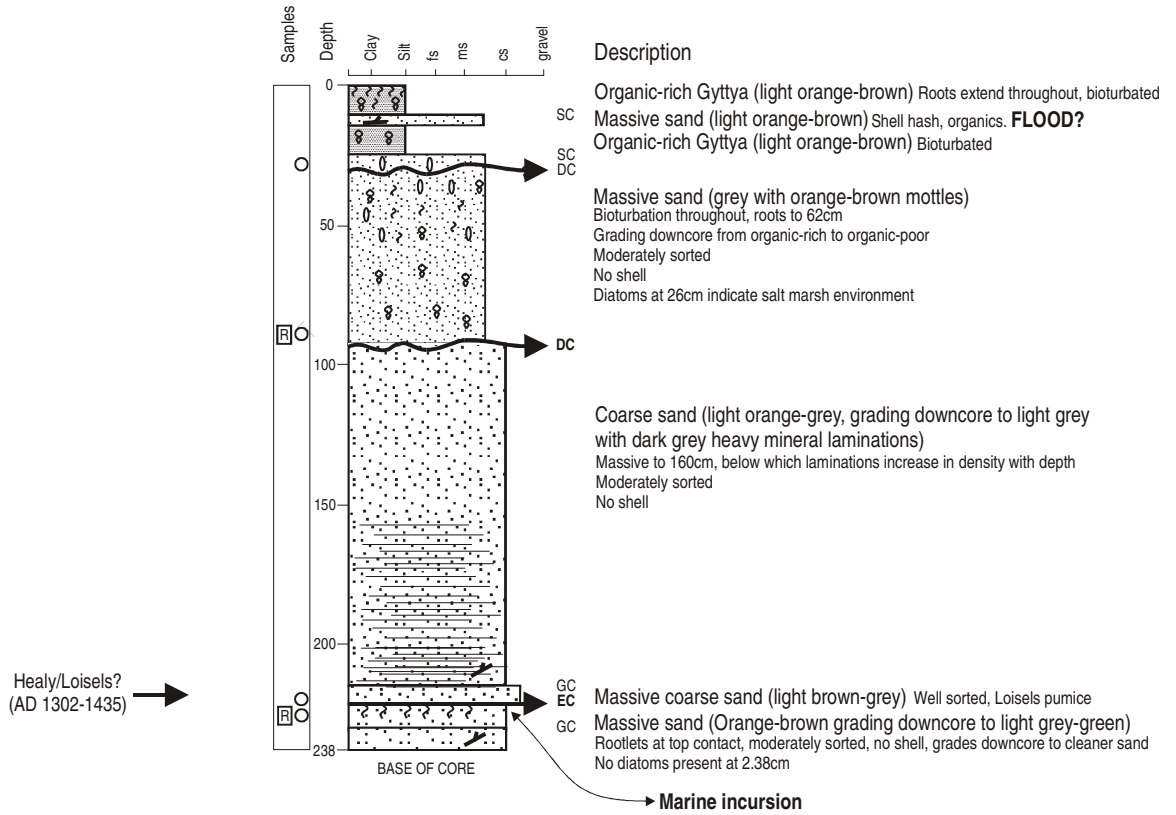 Samples
Depth
Clay
Silt
fs
ms
cs
gravel
Description
0
Organic-rich Gyttya (light orange-brown) Roots extend throughout, bioturbated
SC
Massive sand (light orange-brown) Shell hash, organics. FLOOD?
Organic-rich Gyttya (light orange-brown) Bioturbated
SC
DC
Massive sand (grey with orange-brown mottles)
Bioturbation throughout, roots to 62cm
50
Grading downcore from organic-rich to organic-poor
Moderately sorted
No shell
Diatoms at 26cm indicate salt marsh environment
R
DC
100
Coarse sand (light orange-grey, grading downcore to light grey
with dark grey heavy mineral laminations)
Massive to 160cm, below which laminations increase in density with depth
Moderately sorted
No shell
150
200
Healy/Loisels?
(AD 1302-1435)
GC
EC
Massive coarse sand (light brown-grey) Well sorted, Loisels pumice
R
GC
Massive sand (Orange-brown grading downcore to light grey-green)
Rootlets at top contact, moderately sorted, no shell, grades downcore to cleaner sand
No diatoms present at 2.38cm
238
BASE OF CORE
Marine incursion